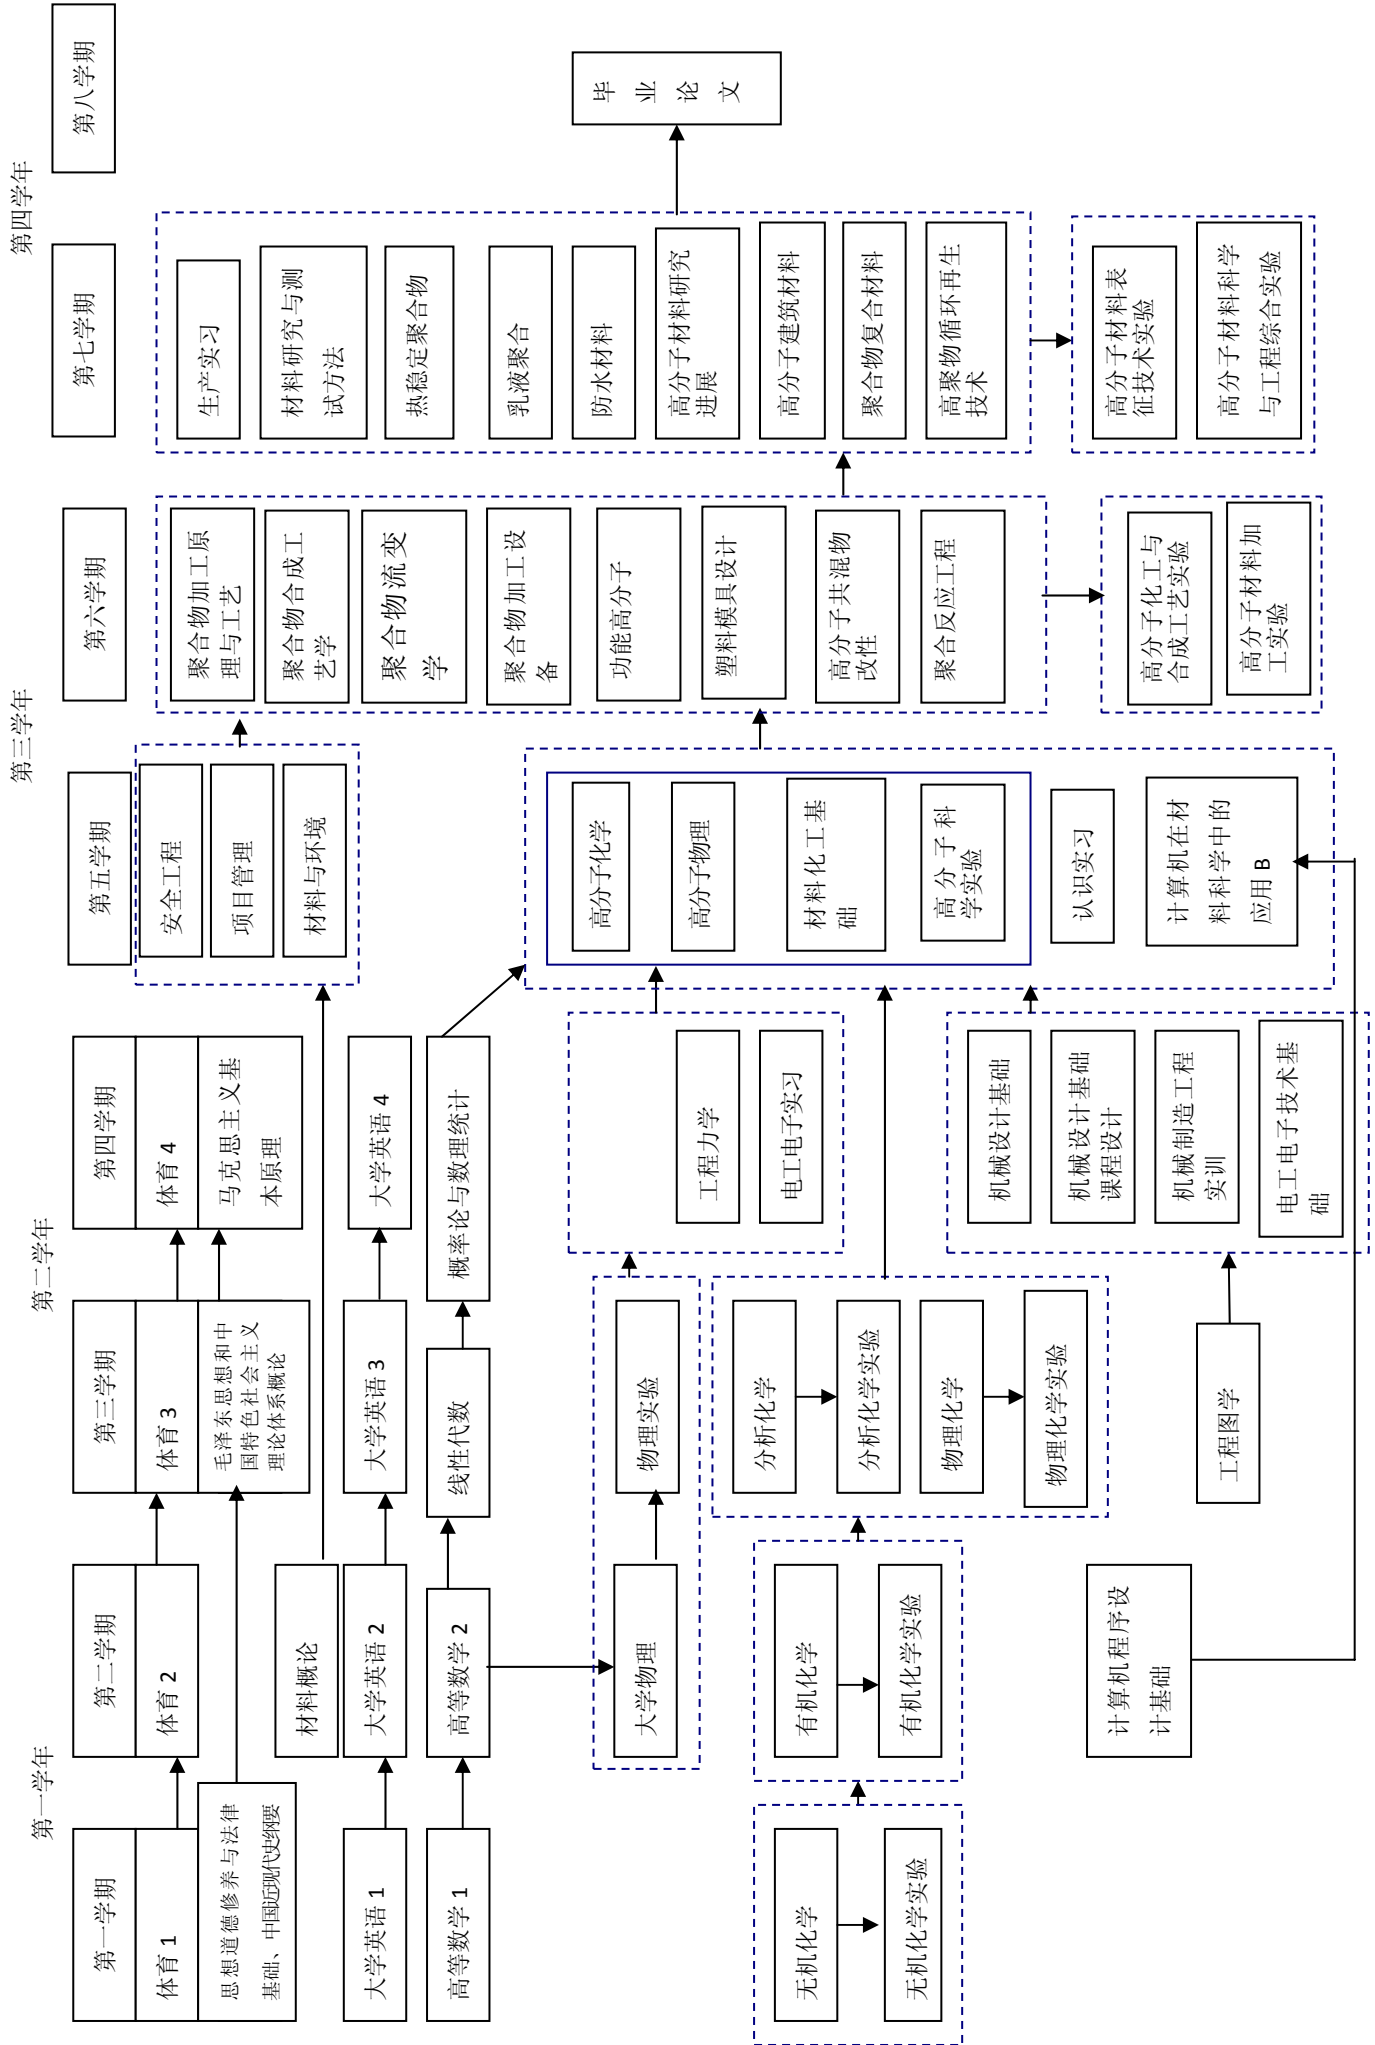 第一学年
第二学年
第三学年
第四学年
第一学期
第二学期
第三学期
第四学期
第五学期
第六学期
第七学期
第八学期
体育 1
体育 2
体育 3
体育 4
思想道德修养与法律
基础、中国近现代史纲要
毛泽东思想和中
国特色社会主义
理论体系概论
马克思主义基
本原理
材料概论
安全工程
项目管理
材料与环境
大学英语 1
大学英语 2
大学英语 3
大学英语 4
高等数学 1
高等数学 2
线性代数
概率论与数理统计
大学物理
物理实验
工程力学
电工电子实习
无机化学
无机化学实验
有机化学
有机化学实验
分析化学
分析化学实验
物理化学
物理化学实验
计算机程序设
计基础
工程图学
机械设计基础
机械设计基础
课程设计
机械制造工程
实训
电工电子技术基
础
高分子化学
高分子物理
材料化工基
础
高分子科
学实验
认识实习
计算机在材
料科学中的
应用 B
聚合物加工原
理与工艺
聚合物合成工
艺学
聚合物流变
学
聚合物加工设
备
功能高分子
塑料模具设计
高分子共混物
改性
聚合反应工程
高分子化工与
合成工艺实验
高分子材料加
工实验
生产实习
材料研究与测
试方法
热稳定聚合物
乳液聚合
防水材料
高分子材料研究
进展
高分子建筑材料
聚合物复合材料
高聚物循环再生
技术
高分子材料表
征技术实验
高分子材料科学
与工程综合实验
毕业论文